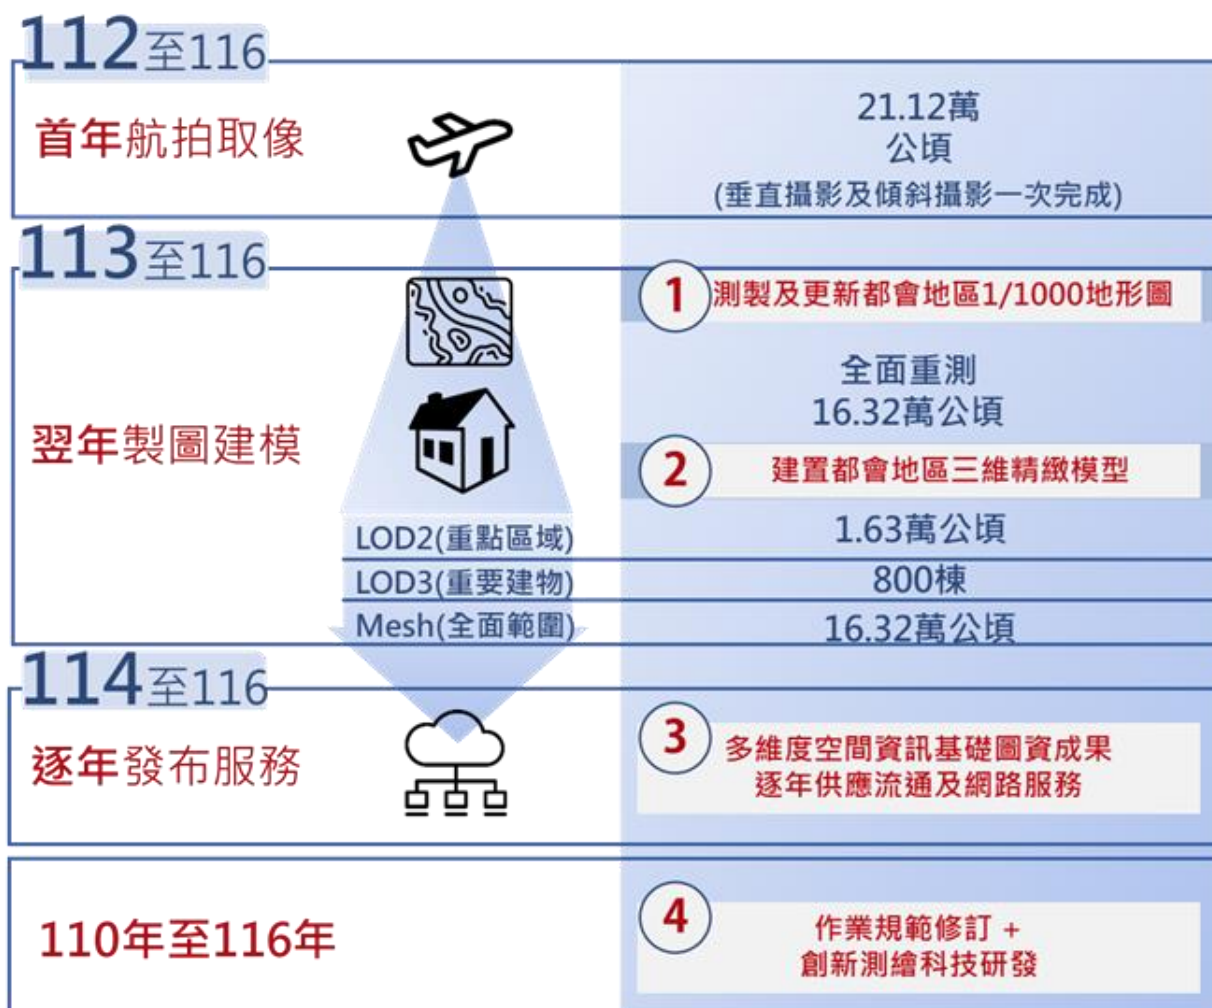 112至116
首年航拍取像
21.12萬
公頃
(垂直攝影及傾斜攝影一次完成)
113至116
翌年製圖建模
1 測製及更新都會地區1/1000地形圖
全面重測
16.32萬公頃
2 建置都會地區三維精緻模型
LOD2(重點區域) 1.63萬公頃
LOD3(重要建物) 800棟
Mesh(全面範圍) 16.32萬公頃
114至116
逐年發布服務
3 多維度空間資訊基礎圖資成果
逐年供應流通及網路服務
110年至116年
4 作業規範修訂 +
創新測繪科技研發